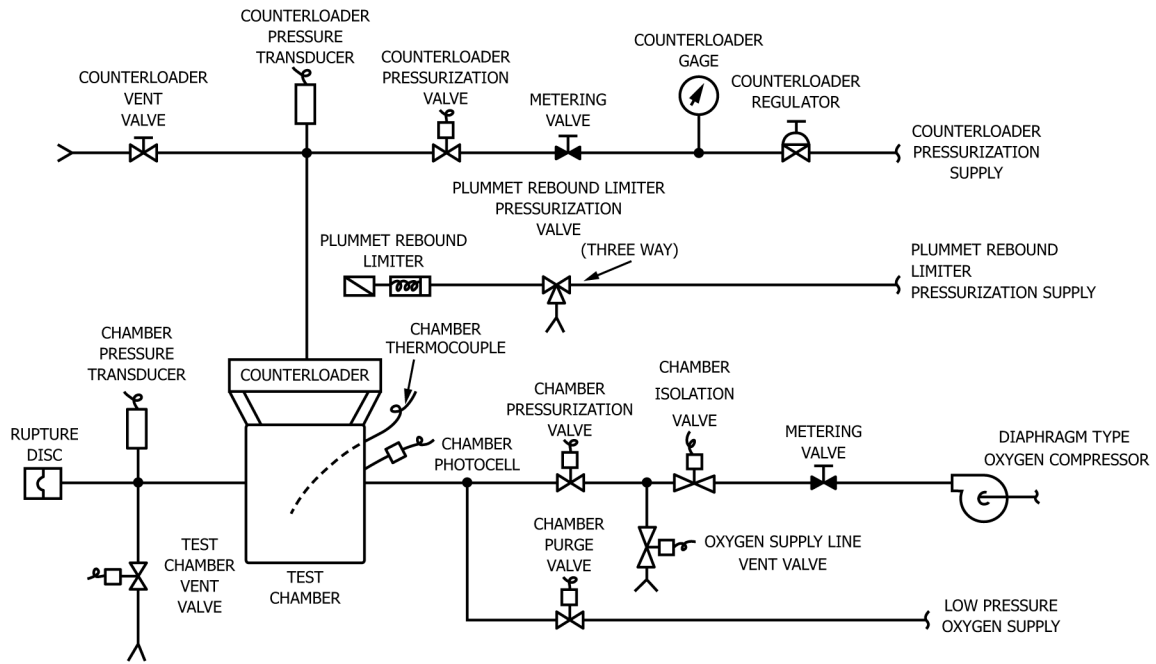 COUNTERLOADER
PRESSURE
TRANSDUCER
COUNTERLOADER
VENT
VALVE
COUNTERLOADER
PRESSURIZATION
VALVE
METERING
VALVE
COUNTERLOADER
GAGE
COUNTERLOADER
REGULATOR
COUNTERLOADER
PRESSURIZATION
SUPPLY
PLUMMET REBOUND LIMITER
PRESSURIZATION
VALVE
(THREE WAY)
PLUMMET REBOUND
LIMITER
PLUMMET REBOUND
LIMITER
PRESSURIZATION SUPPLY
CHAMBER
PRESSURE
TRANSDUCER
COUNTERLOADER
CHAMBER
THERMOCOUPLE
CHAMBER
PRESSURIZATION
VALVE
CHAMBER
ISOLATION
VALVE
RUPTURE
DISC
CHAMBER
PHOTOCELL
METERING
VALVE
DIAPHRAGM TYPE
OXYGEN COMPRESSOR
TEST
CHAMBER
VENT
VALVE
TEST
CHAMBER
CHAMBER
PURGE
VALVE
OXYGEN SUPPLY LINE
VENT VALVE
LOW PRESSURE
OXYGEN SUPPLY